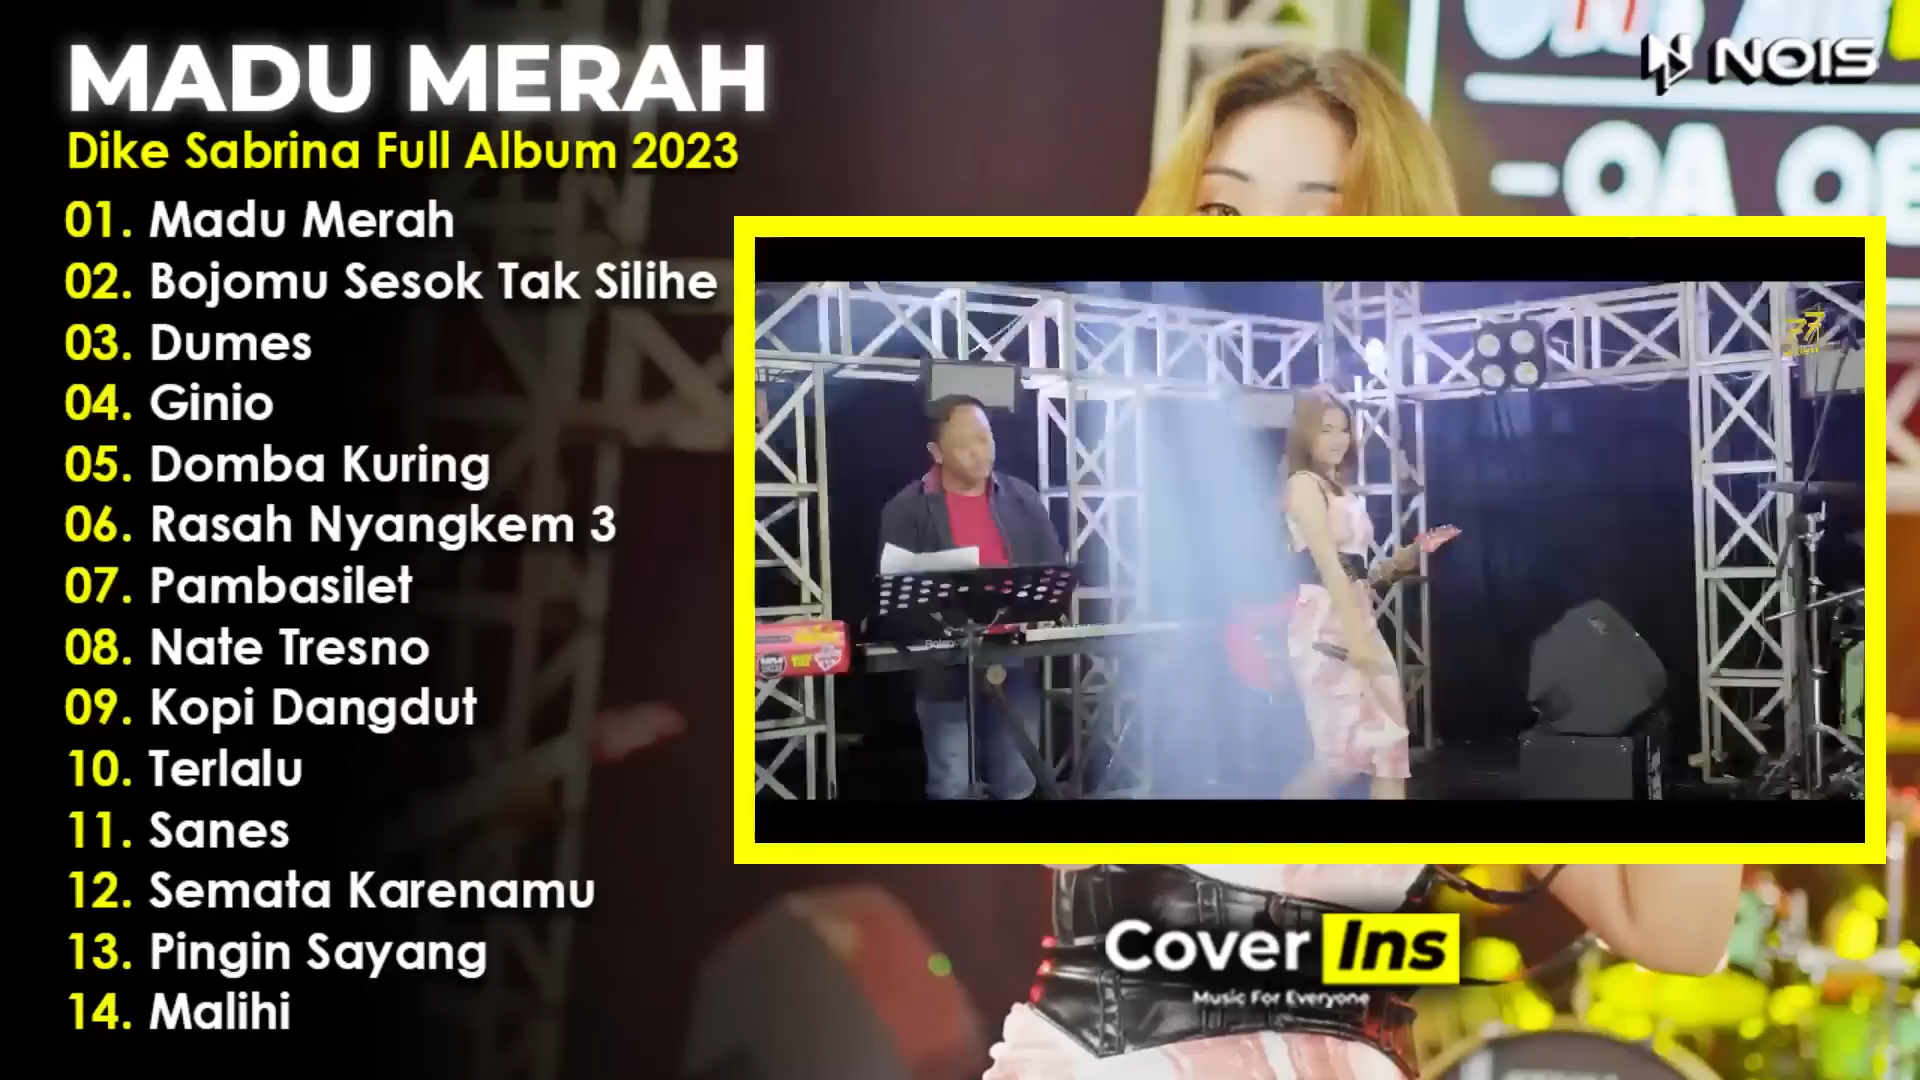 MADU MERAH
Dike Sabrina Full Album 2023
01. Madu Merah
02. Bojomu Sesok Tak Silihe
03. Dumes
04. Ginio
05. Domba Kuring
06. Rasah Nyangkem 3
07. Pambasilet
08. Nate Tresno
09. Kopi Dangdut
10. Terlalu
11. Sanes
12. Semata Karenamu
13. Pingin Sayang
14. Malihi
NOIS
-OA
77
Cover Ins
Music For Everyone